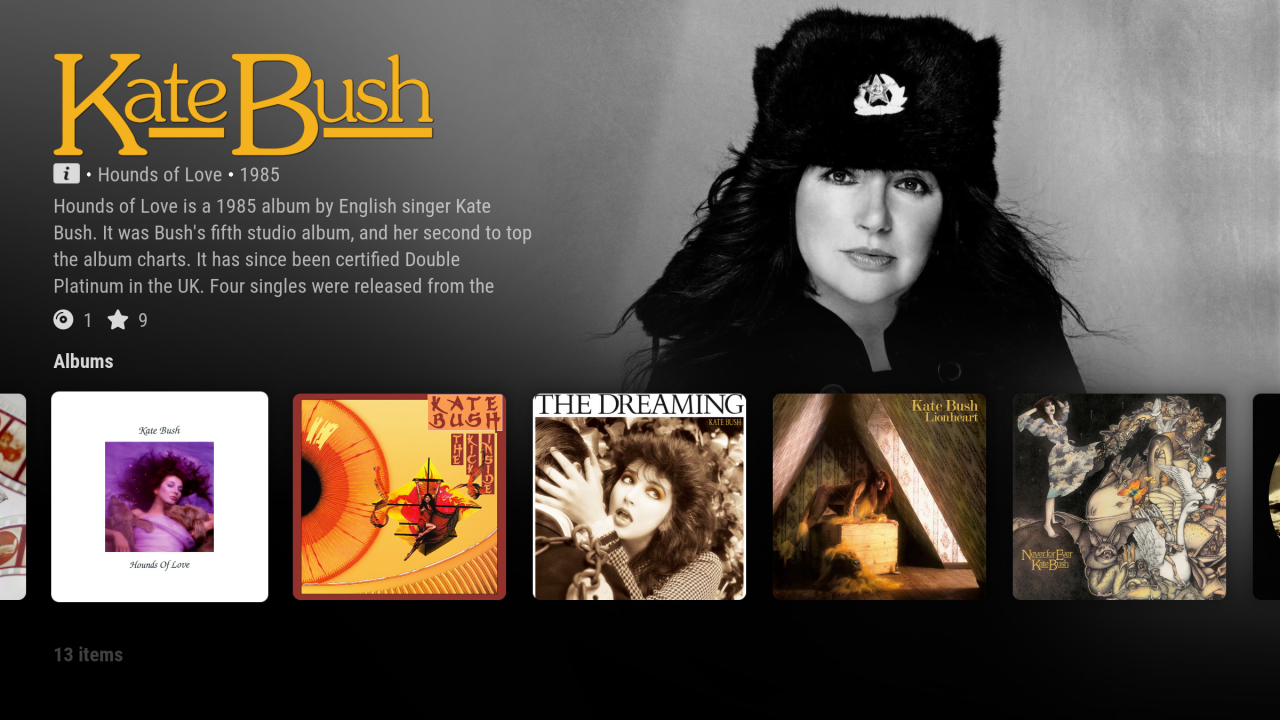 Kate Bush
i • Hounds of Love • 1985
Hounds of Love is a 1985 album by English singer Kate
Bush. It was Bush's fifth studio album, and her second to top
the album charts. It has since been certified Double
Platinum in the UK. Four singles were released from the
1 9
Albums
Kate Bush
Hounds Of Love
KATE
BUSH
THE KICK INSIDE
THE DREAMING
KATE BUSH
Kate Bush
Lionheart
Never for Ever
Kate Bush
13 items